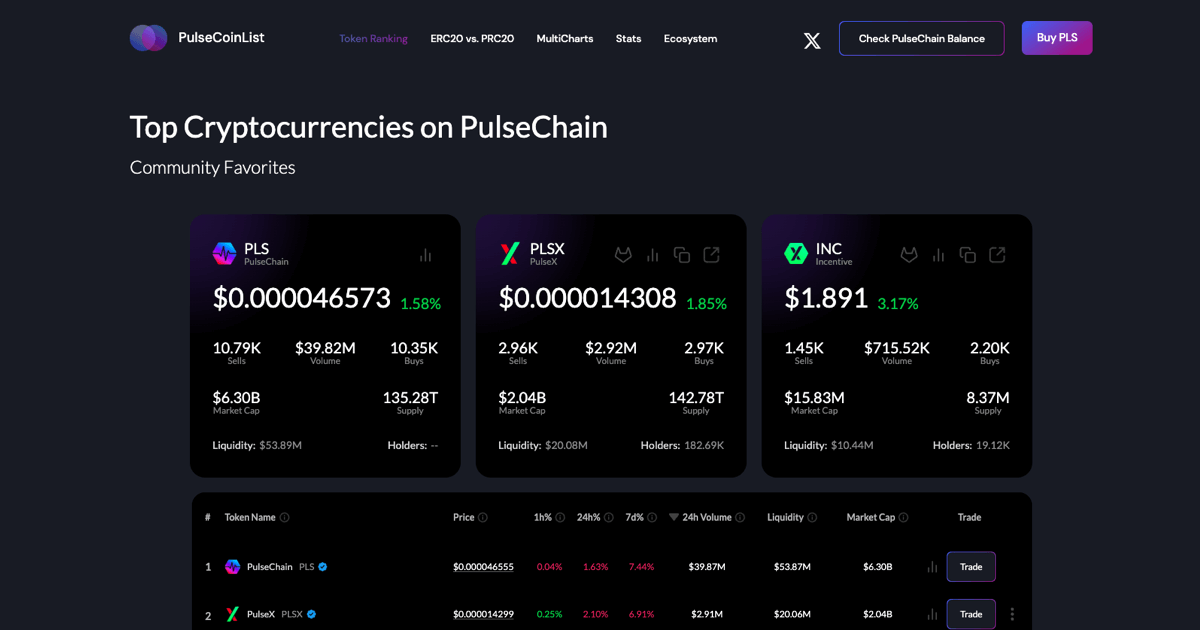 PulseCoinList
Token Ranking ERC20 vs. PRC20 MultiCharts Stats Ecosystem
Check PulseChain Balance
Buy PLS
Top Cryptocurrencies on PulseChain
Community Favorites
PLS
PulseChain
$0.000046573 1.58%
10.79K $39.82M 10.35K
Sells Volume Buys
$6.30B 135.28T
Market Cap Supply
Liquidity: $53.89M Holders: --
PLSX
PulseX
$0.000014308 1.85%
2.96K $2.92M 2.97K
Sells Volume Buys
$2.04B 142.78T
Market Cap Supply
Liquidity: $20.08M Holders: 182.69K
INC
Incentive
$1.891 3.17%
1.45K $715.52K 2.20K
Sells Volume Buys
$15.83M 8.37M
Market Cap Supply
Liquidity: $10.44M Holders: 19.12K
# Token Name Price 1h% 24h% 7d% 24h Volume Liquidity Market Cap Trade
1 PulseChain PLS $0.000046555 0.04% 1.63% 7.44% $39.87M $53.87M $6.30B Trade
2 PulseX PLSX $0.000014299 0.25% 2.10% 6.91% $2.91M $20.06M $2.04B Trade